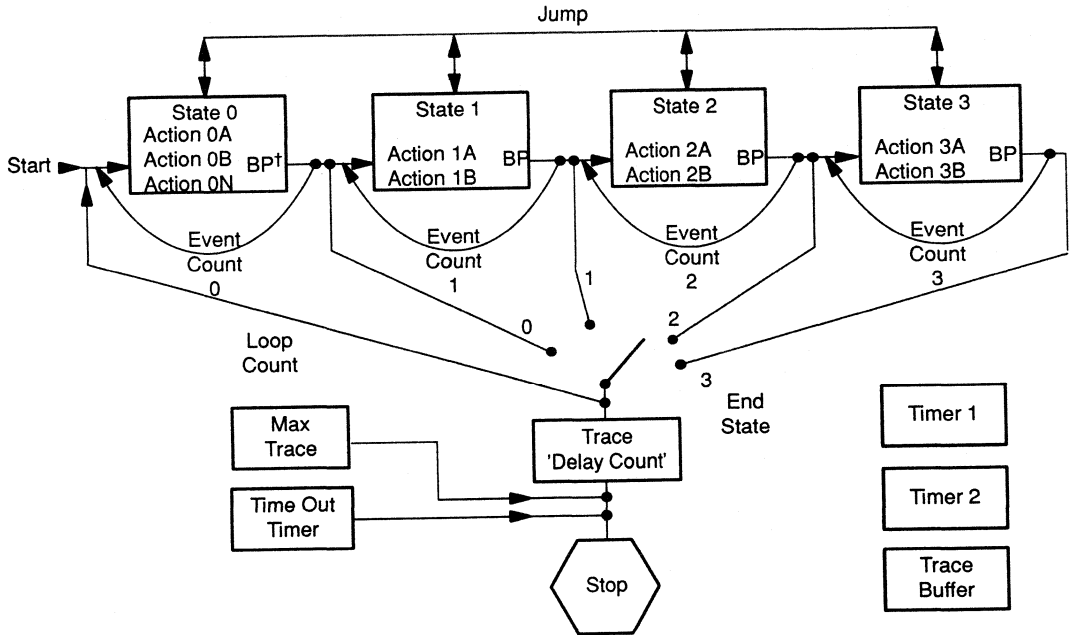 Jump
State 0
Action 0A
Action 0B
Action 0N
BP†
State 1
Action 1A
Action 1B
BP
State 2
Action 2A
Action 2B
BP
State 3
Action 3A
Action 3B
BP
Start
Event
Count
0
Event
Count
1
Event
Count
2
Event
Count
3
0
1
2
3
Loop
Count
End
State
Max
Trace
Time Out
Timer
Trace
'Delay Count'
Stop
Timer 1
Timer 2
Trace
Buffer